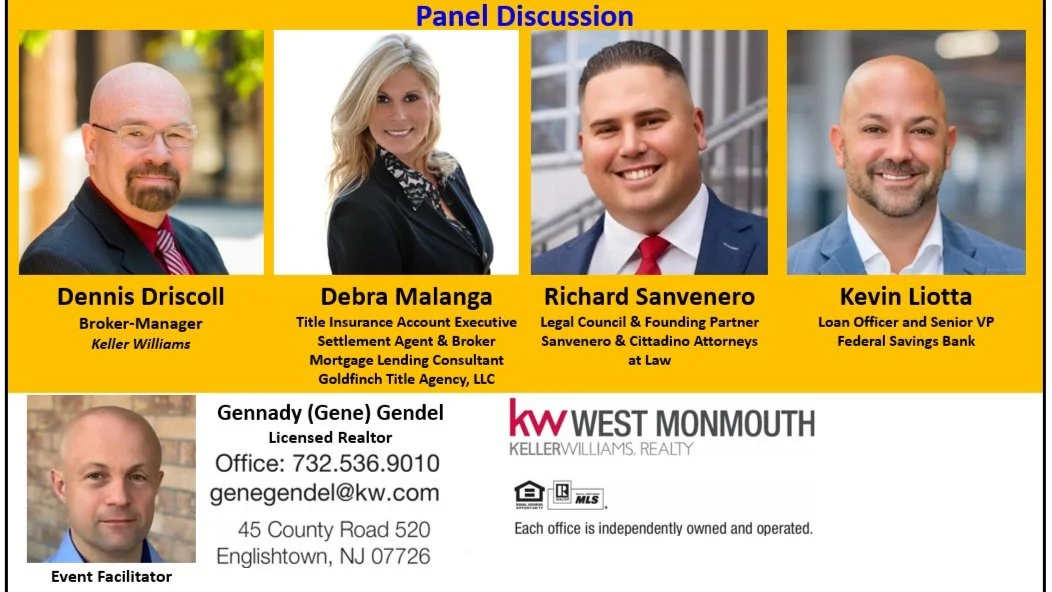 Panel Discussion
Dennis Driscoll
Broker-Manager
Keller Williams
Debra Malanga
Title Insurance Account Executive
Settlement Agent & Broker
Mortgage Lending Consultant
Goldfinch Title Agency, LLC
Richard Sanvenero
Legal Council & Founding Partner
Sanvenero & Cittadino Attorneys
at Law
Kevin Liotta
Loan Officer and Senior VP
Federal Savings Bank
Event Facilitator
Gennady (Gene) Gendel
Licensed Realtor
Office: 732.536.9010
genegendel@kw.com
45 County Road 520
Englishtown, NJ 07726
kw WEST MONMOUTH
KELLERWILLIAMS. REALTY
EQUAL HOUSING
OPPORTUNITY
R
REALTOR
MLS
Each office is independently owned and operated.